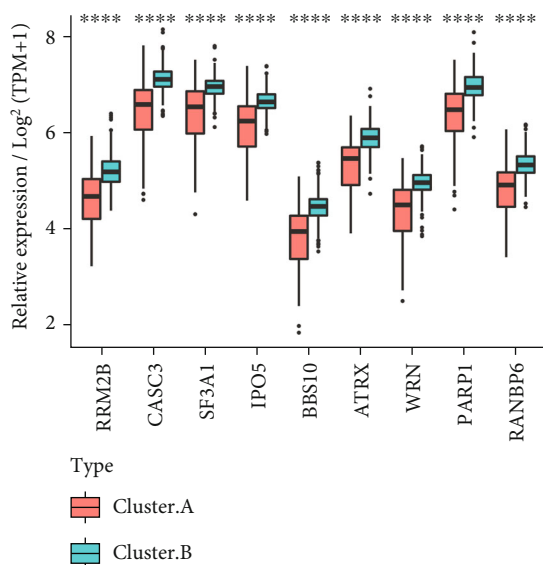 **** **** **** **** **** **** **** **** ****
Relative expression / Log² (TPM+1)
8
6
4
2
RRM2B
CASC3
SF3A1
IPO5
BBS10
ATRX
WRN
PARP1
RANBP6
Type
Cluster.A
Cluster.B